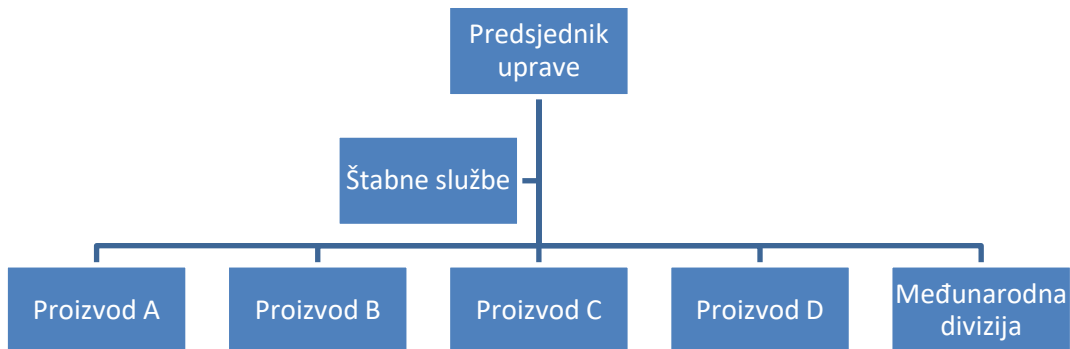 Predsjednik
uprave
Štabne službe
Proizvod A
Proizvod B
Proizvod C
Proizvod D
Međunarodna
divizija